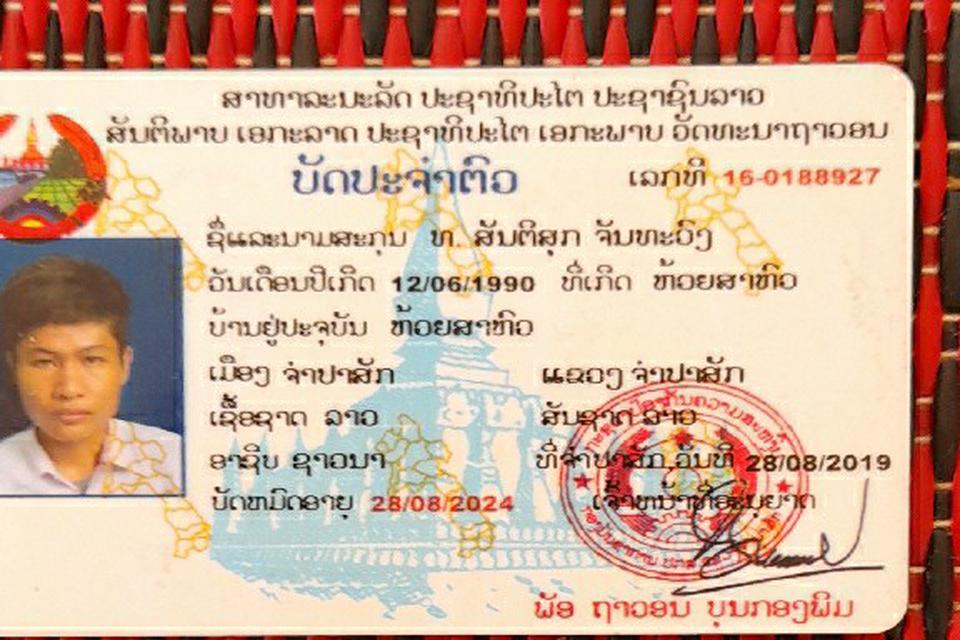 ສາທາລະນະລັດ ປະຊາທິປະໄຕ ປະຊາຊົນລາວ
ສັນຕິພາບ ເອກະລາດ ປະຊາທິປະໄຕ ເອກະພາບ ວັດທະນາຖາວອນ
ບັດປະຈຳຕົວ ເລກທີ 16-0188927
ຊື່ແລະນາມສະກຸນ ທ. ສັນຕິສຸກ ຈັນທະວົງ
ວັນເດືອນປີເກີດ 12/06/1990 ທີ່ເກີດ ຫ້ວຍສາຫົວ
ບ້ານຢູ່ປະຈຸບັນ ຫ້ວຍສາຫົວ
ເມືອງ ຈຳປາສັກ ແຂວງ ຈຳປາສັກ
ເຊື້ອຊາດ ລາວ ສັນຊາດ ລາວ
ອາຊີບ ຊາວນາ ທີ່ຈຳປາສັກ,ວັນທີ 28/08/2019
ບັດຫມົດອາຍຸ 28/08/2024 ເຈົ້າຫນ້າທີ່ອະນຸຍາດ
ພັອ ຖາວອນ ບຸນກອງພິມ